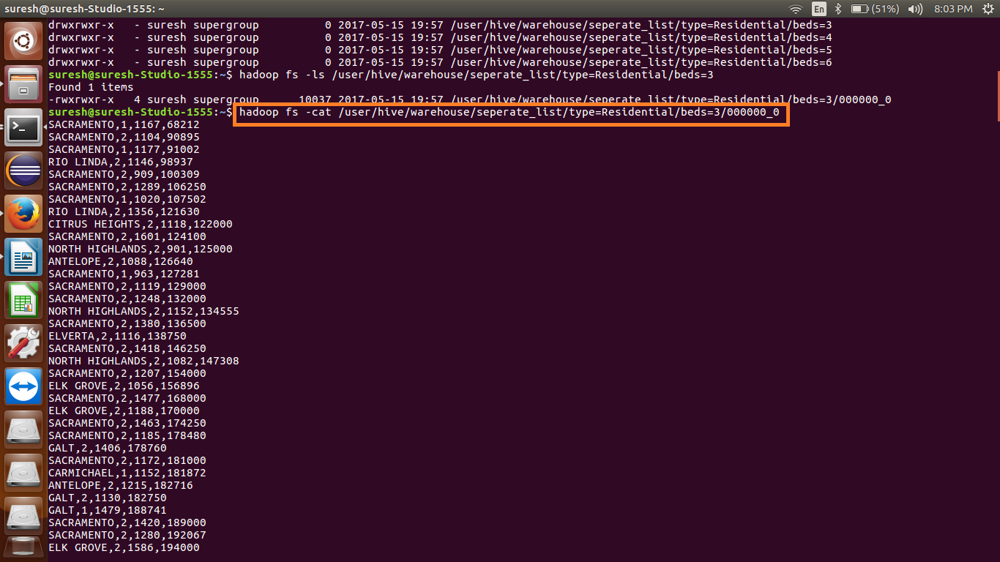 suresh@suresh-Studio-1555: ~
En (51%) 8:03 PM
drwxrwxr-x   - suresh supergroup          0 2017-05-15 19:57 /user/hive/warehouse/seperate_list/type=Residential/beds=3
drwxrwxr-x   - suresh supergroup          0 2017-05-15 19:57 /user/hive/warehouse/seperate_list/type=Residential/beds=4
drwxrwxr-x   - suresh supergroup          0 2017-05-15 19:57 /user/hive/warehouse/seperate_list/type=Residential/beds=5
drwxrwxr-x   - suresh supergroup          0 2017-05-15 19:57 /user/hive/warehouse/seperate_list/type=Residential/beds=6
suresh@suresh-Studio-1555:~$ hadoop fs -ls /user/hive/warehouse/seperate_list/type=Residential/beds=3
Found 1 items
-rwxrwxr-x   4 suresh supergroup      10037 2017-05-15 19:57 /user/hive/warehouse/seperate_list/type=Residential/beds=3/000000_0
suresh@suresh-Studio-1555:~$ hadoop fs -cat /user/hive/warehouse/seperate_list/type=Residential/beds=3/000000_0
SACRAMENTO,1,1167,68212
SACRAMENTO,2,1104,90895
SACRAMENTO,1,1177,91002
RIO LINDA,2,1146,98937
SACRAMENTO,2,909,100309
SACRAMENTO,2,1289,106250
SACRAMENTO,1,1020,107502
RIO LINDA,2,1356,121630
CITRUS HEIGHTS,2,1118,122000
SACRAMENTO,2,1601,124100
NORTH HIGHLANDS,2,901,125000
ANTELOPE,2,1088,126640
SACRAMENTO,1,963,127281
SACRAMENTO,2,1119,129000
SACRAMENTO,2,1248,132000
NORTH HIGHLANDS,2,1152,134555
SACRAMENTO,2,1380,136500
ELVERTA,2,1116,138750
SACRAMENTO,2,1418,146250
NORTH HIGHLANDS,2,1082,147308
SACRAMENTO,2,1207,154000
ELK GROVE,2,1056,156896
SACRAMENTO,2,1477,168000
ELK GROVE,2,1188,170000
SACRAMENTO,2,1463,174250
SACRAMENTO,2,1185,178480
GALT,2,1406,178760
SACRAMENTO,2,1172,181000
CARMICHAEL,1,1152,181872
ANTELOPE,2,1215,182716
GALT,2,1130,182750
GALT,1,1479,188741
SACRAMENTO,2,1420,189000
SACRAMENTO,2,1280,192067
ELK GROVE,2,1586,194000